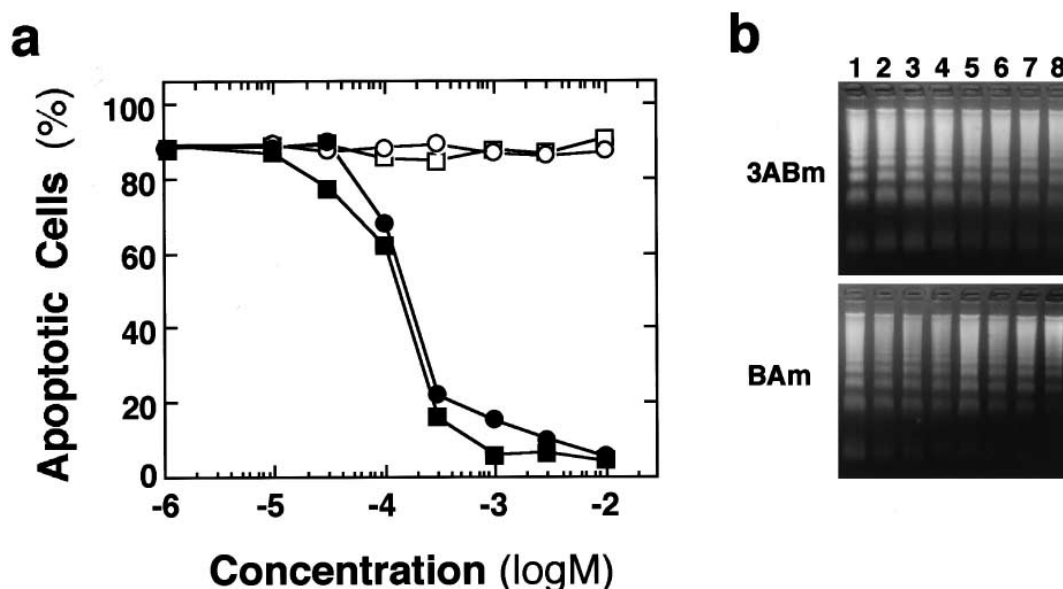 a
Apoptotic Cells (%)
100
80
60
40
20
0
-6 -5 -4 -3 -2
Concentration (logM)
b
1 2 3 4 5 6 7 8
3ABm
BAm